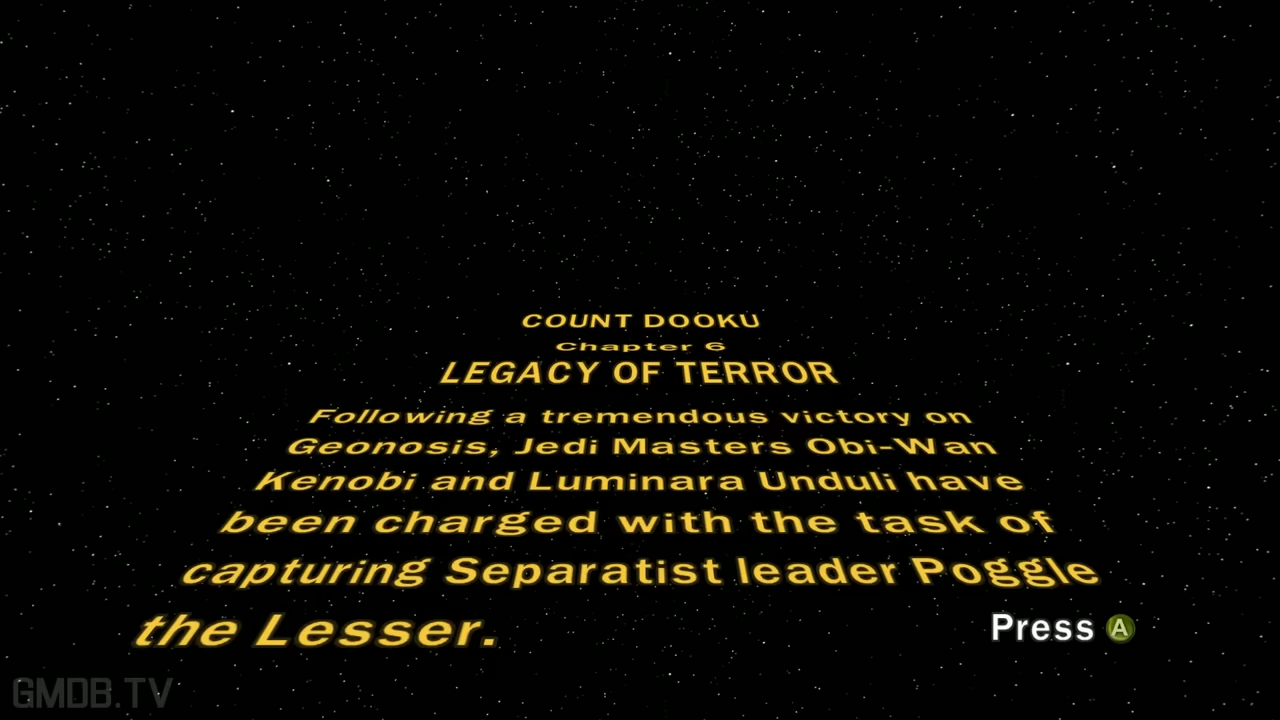 COUNT DOOKU
Chapter 6
LEGACY OF TERROR
Following a tremendous victory on
Geonosis, Jedi Masters Obi-Wan
Kenobi and Luminara Unduli have
been charged with the task of
capturing Separatist leader Poggle
the Lesser.
Press A
GMDB.TV